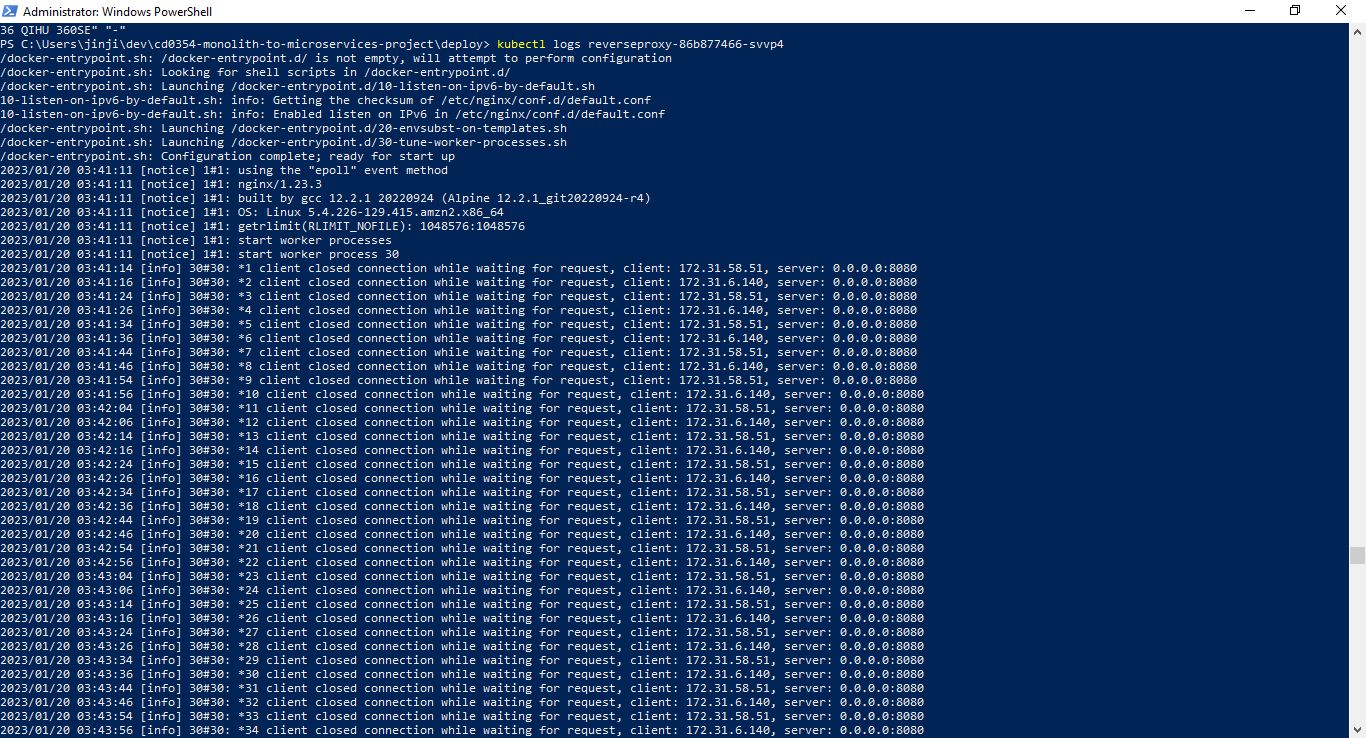 Administrator: Windows PowerShell
36 QIHU 360SE" "-"
PS C:\Users\jinji\dev\cd0354-monolith-to-microservices-project\deploy> kubectl logs reverseproxy-86b877466-svvp4
/docker-entrypoint.sh: /docker-entrypoint.d/ is not empty, will attempt to perform configuration
/docker-entrypoint.sh: Looking for shell scripts in /docker-entrypoint.d/
/docker-entrypoint.sh: Launching /docker-entrypoint.d/10-listen-on-ipv6-by-default.sh
10-listen-on-ipv6-by-default.sh: info: Getting the checksum of /etc/nginx/conf.d/default.conf
10-listen-on-ipv6-by-default.sh: info: Enabled listen on IPv6 in /etc/nginx/conf.d/default.conf
/docker-entrypoint.sh: Launching /docker-entrypoint.d/20-envsubst-on-templates.sh
/docker-entrypoint.sh: Launching /docker-entrypoint.d/30-tune-worker-processes.sh
/docker-entrypoint.sh: Configuration complete; ready for start up
2023/01/20 03:41:11 [notice] 1#1: using the "epoll" event method
2023/01/20 03:41:11 [notice] 1#1: nginx/1.23.3
2023/01/20 03:41:11 [notice] 1#1: built by gcc 12.2.1 20220924 (Alpine 12.2.1_git20220924-r4)
2023/01/20 03:41:11 [notice] 1#1: OS: Linux 5.4.226-129.415.amzn2.x86_64
2023/01/20 03:41:11 [notice] 1#1: getrlimit(RLIMIT_NOFILE): 1048576:1048576
2023/01/20 03:41:11 [notice] 1#1: start worker processes
2023/01/20 03:41:11 [notice] 1#1: start worker process 30
2023/01/20 03:41:14 [info] 30#30: *1 client closed connection while waiting for request, client: 172.31.58.51, server: 0.0.0.0:8080
2023/01/20 03:41:16 [info] 30#30: *2 client closed connection while waiting for request, client: 172.31.6.140, server: 0.0.0.0:8080
2023/01/20 03:41:24 [info] 30#30: *3 client closed connection while waiting for request, client: 172.31.58.51, server: 0.0.0.0:8080
2023/01/20 03:41:26 [info] 30#30: *4 client closed connection while waiting for request, client: 172.31.6.140, server: 0.0.0.0:8080
2023/01/20 03:41:34 [info] 30#30: *5 client closed connection while waiting for request, client: 172.31.58.51, server: 0.0.0.0:8080
2023/01/20 03:41:36 [info] 30#30: *6 client closed connection while waiting for request, client: 172.31.6.140, server: 0.0.0.0:8080
2023/01/20 03:41:44 [info] 30#30: *7 client closed connection while waiting for request, client: 172.31.58.51, server: 0.0.0.0:8080
2023/01/20 03:41:46 [info] 30#30: *8 client closed connection while waiting for request, client: 172.31.6.140, server: 0.0.0.0:8080
2023/01/20 03:41:54 [info] 30#30: *9 client closed connection while waiting for request, client: 172.31.58.51, server: 0.0.0.0:8080
2023/01/20 03:41:56 [info] 30#30: *10 client closed connection while waiting for request, client: 172.31.6.140, server: 0.0.0.0:8080
2023/01/20 03:42:04 [info] 30#30: *11 client closed connection while waiting for request, client: 172.31.58.51, server: 0.0.0.0:8080
2023/01/20 03:42:06 [info] 30#30: *12 client closed connection while waiting for request, client: 172.31.6.140, server: 0.0.0.0:8080
2023/01/20 03:42:14 [info] 30#30: *13 client closed connection while waiting for request, client: 172.31.58.51, server: 0.0.0.0:8080
2023/01/20 03:42:16 [info] 30#30: *14 client closed connection while waiting for request, client: 172.31.6.140, server: 0.0.0.0:8080
2023/01/20 03:42:24 [info] 30#30: *15 client closed connection while waiting for request, client: 172.31.58.51, server: 0.0.0.0:8080
2023/01/20 03:42:26 [info] 30#30: *16 client closed connection while waiting for request, client: 172.31.6.140, server: 0.0.0.0:8080
2023/01/20 03:42:34 [info] 30#30: *17 client closed connection while waiting for request, client: 172.31.58.51, server: 0.0.0.0:8080
2023/01/20 03:42:36 [info] 30#30: *18 client closed connection while waiting for request, client: 172.31.6.140, server: 0.0.0.0:8080
2023/01/20 03:42:44 [info] 30#30: *19 client closed connection while waiting for request, client: 172.31.58.51, server: 0.0.0.0:8080
2023/01/20 03:42:46 [info] 30#30: *20 client closed connection while waiting for request, client: 172.31.6.140, server: 0.0.0.0:8080
2023/01/20 03:42:54 [info] 30#30: *21 client closed connection while waiting for request, client: 172.31.58.51, server: 0.0.0.0:8080
2023/01/20 03:42:56 [info] 30#30: *22 client closed connection while waiting for request, client: 172.31.6.140, server: 0.0.0.0:8080
2023/01/20 03:43:04 [info] 30#30: *23 client closed connection while waiting for request, client: 172.31.58.51, server: 0.0.0.0:8080
2023/01/20 03:43:06 [info] 30#30: *24 client closed connection while waiting for request, client: 172.31.6.140, server: 0.0.0.0:8080
2023/01/20 03:43:14 [info] 30#30: *25 client closed connection while waiting for request, client: 172.31.58.51, server: 0.0.0.0:8080
2023/01/20 03:43:16 [info] 30#30: *26 client closed connection while waiting for request, client: 172.31.6.140, server: 0.0.0.0:8080
2023/01/20 03:43:24 [info] 30#30: *27 client closed connection while waiting for request, client: 172.31.58.51, server: 0.0.0.0:8080
2023/01/20 03:43:26 [info] 30#30: *28 client closed connection while waiting for request, client: 172.31.6.140, server: 0.0.0.0:8080
2023/01/20 03:43:34 [info] 30#30: *29 client closed connection while waiting for request, client: 172.31.58.51, server: 0.0.0.0:8080
2023/01/20 03:43:36 [info] 30#30: *30 client closed connection while waiting for request, client: 172.31.6.140, server: 0.0.0.0:8080
2023/01/20 03:43:44 [info] 30#30: *31 client closed connection while waiting for request, client: 172.31.58.51, server: 0.0.0.0:8080
2023/01/20 03:43:46 [info] 30#30: *32 client closed connection while waiting for request, client: 172.31.6.140, server: 0.0.0.0:8080
2023/01/20 03:43:54 [info] 30#30: *33 client closed connection while waiting for request, client: 172.31.58.51, server: 0.0.0.0:8080
2023/01/20 03:43:56 [info] 30#30: *34 client closed connection while waiting for request, client: 172.31.6.140, server: 0.0.0.0:8080